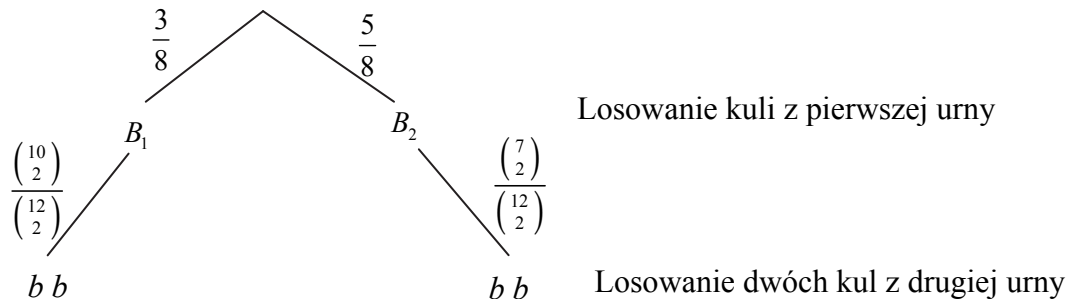 3/8 5/8
Losowanie kuli z pierwszej urny
B₁ B₂
(10 2)/(12 2) (7 2)/(12 2)
b b b b Losowanie dwóch kul z drugiej urny